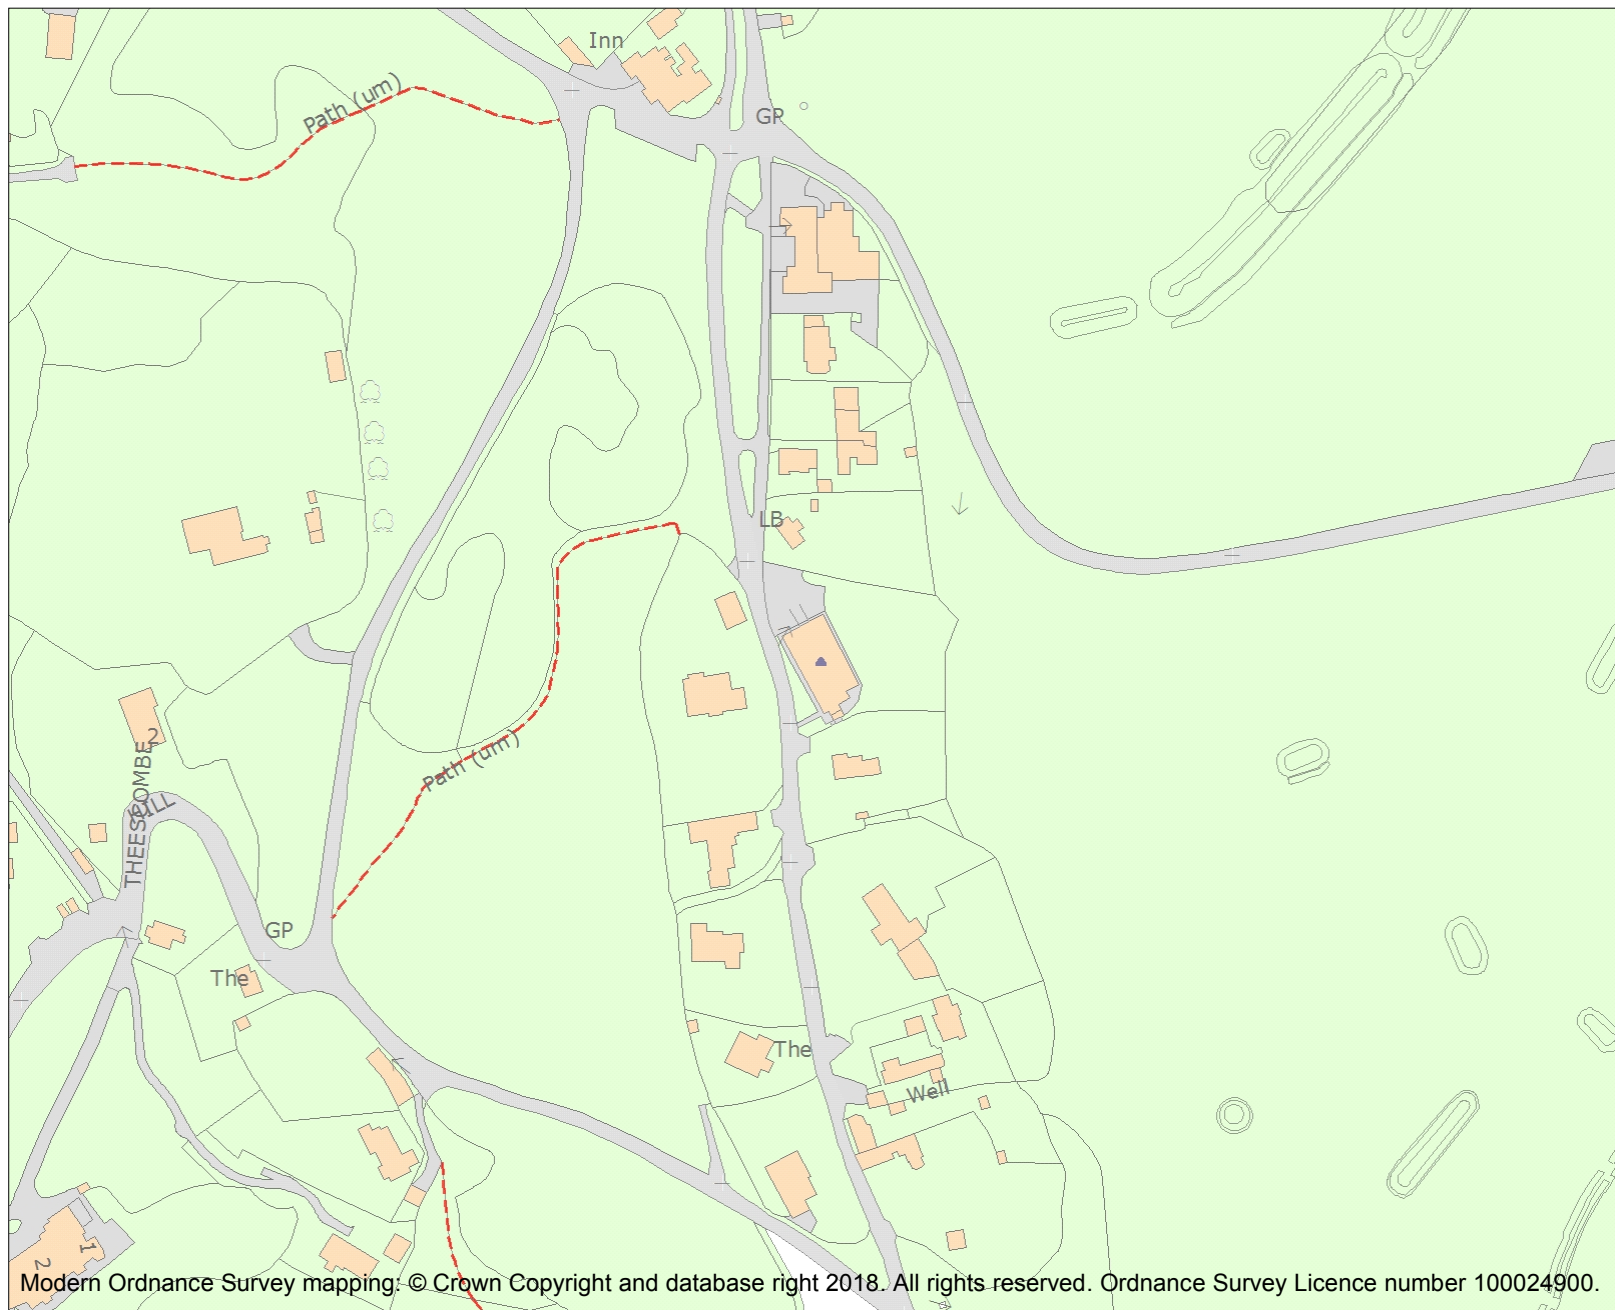 Inn
Path (um)
GP
LB
2
Path (um)
THEESCOMBE
HILL
GP
The
The
Well
1
2
Modern Ordnance Survey mapping: © Crown Copyright and database right 2018. All rights reserved. Ordnance Survey Licence number 100024900.